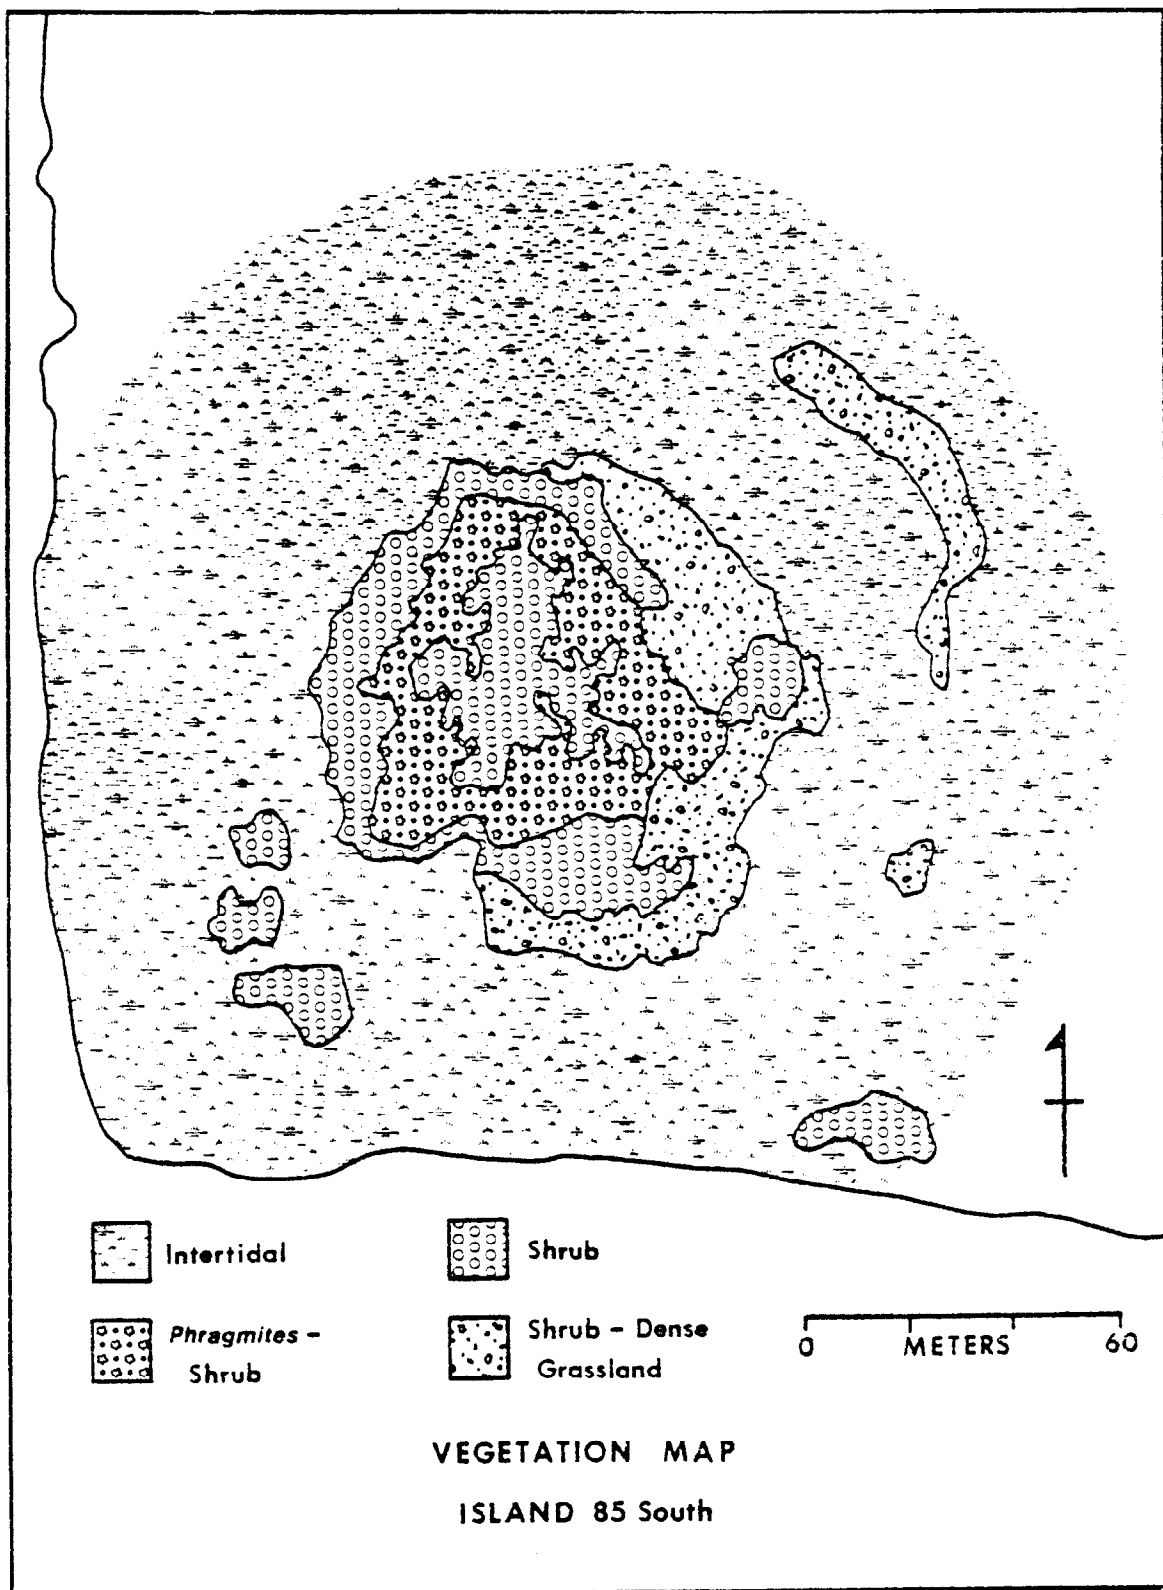 Intertidal
Shrub
Phragmites –
Shrub
Shrub – Dense
Grassland
0 METERS 60
VEGETATION MAP
ISLAND 85 South